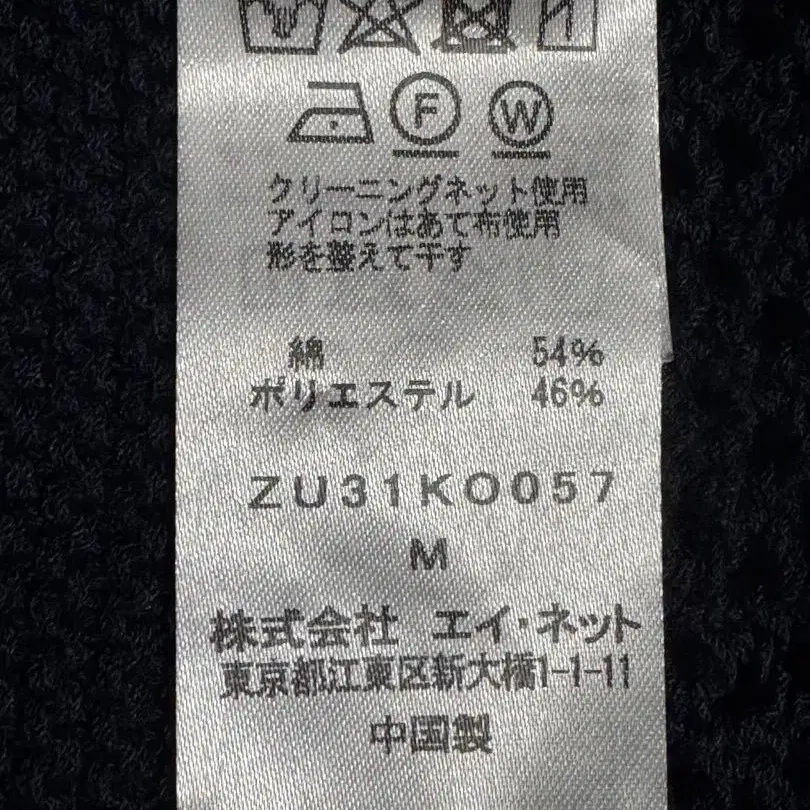 F W
クリーニングネット使用
アイロンはあて布使用
形を整えて干す
綿 54%
ポリエステル 46%
ZU31KO057
M
株式会社 エイ・ネット
東京都江東区新大橋1-1-11
中国製